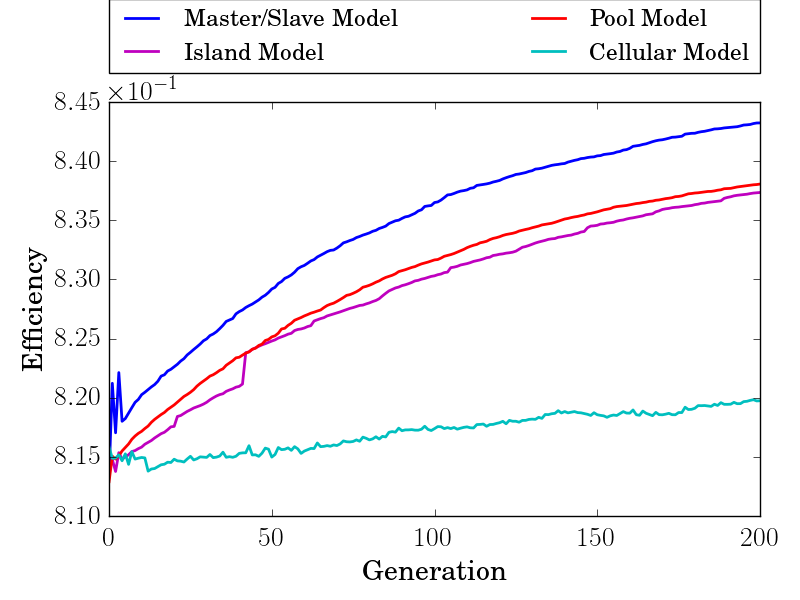 Master/Slave Model Pool Model
Island Model Cellular Model
×10⁻¹
8.45
8.40
8.35
8.30
8.25
8.20
8.15
8.10
Efficiency
0 50 100 150 200
Generation